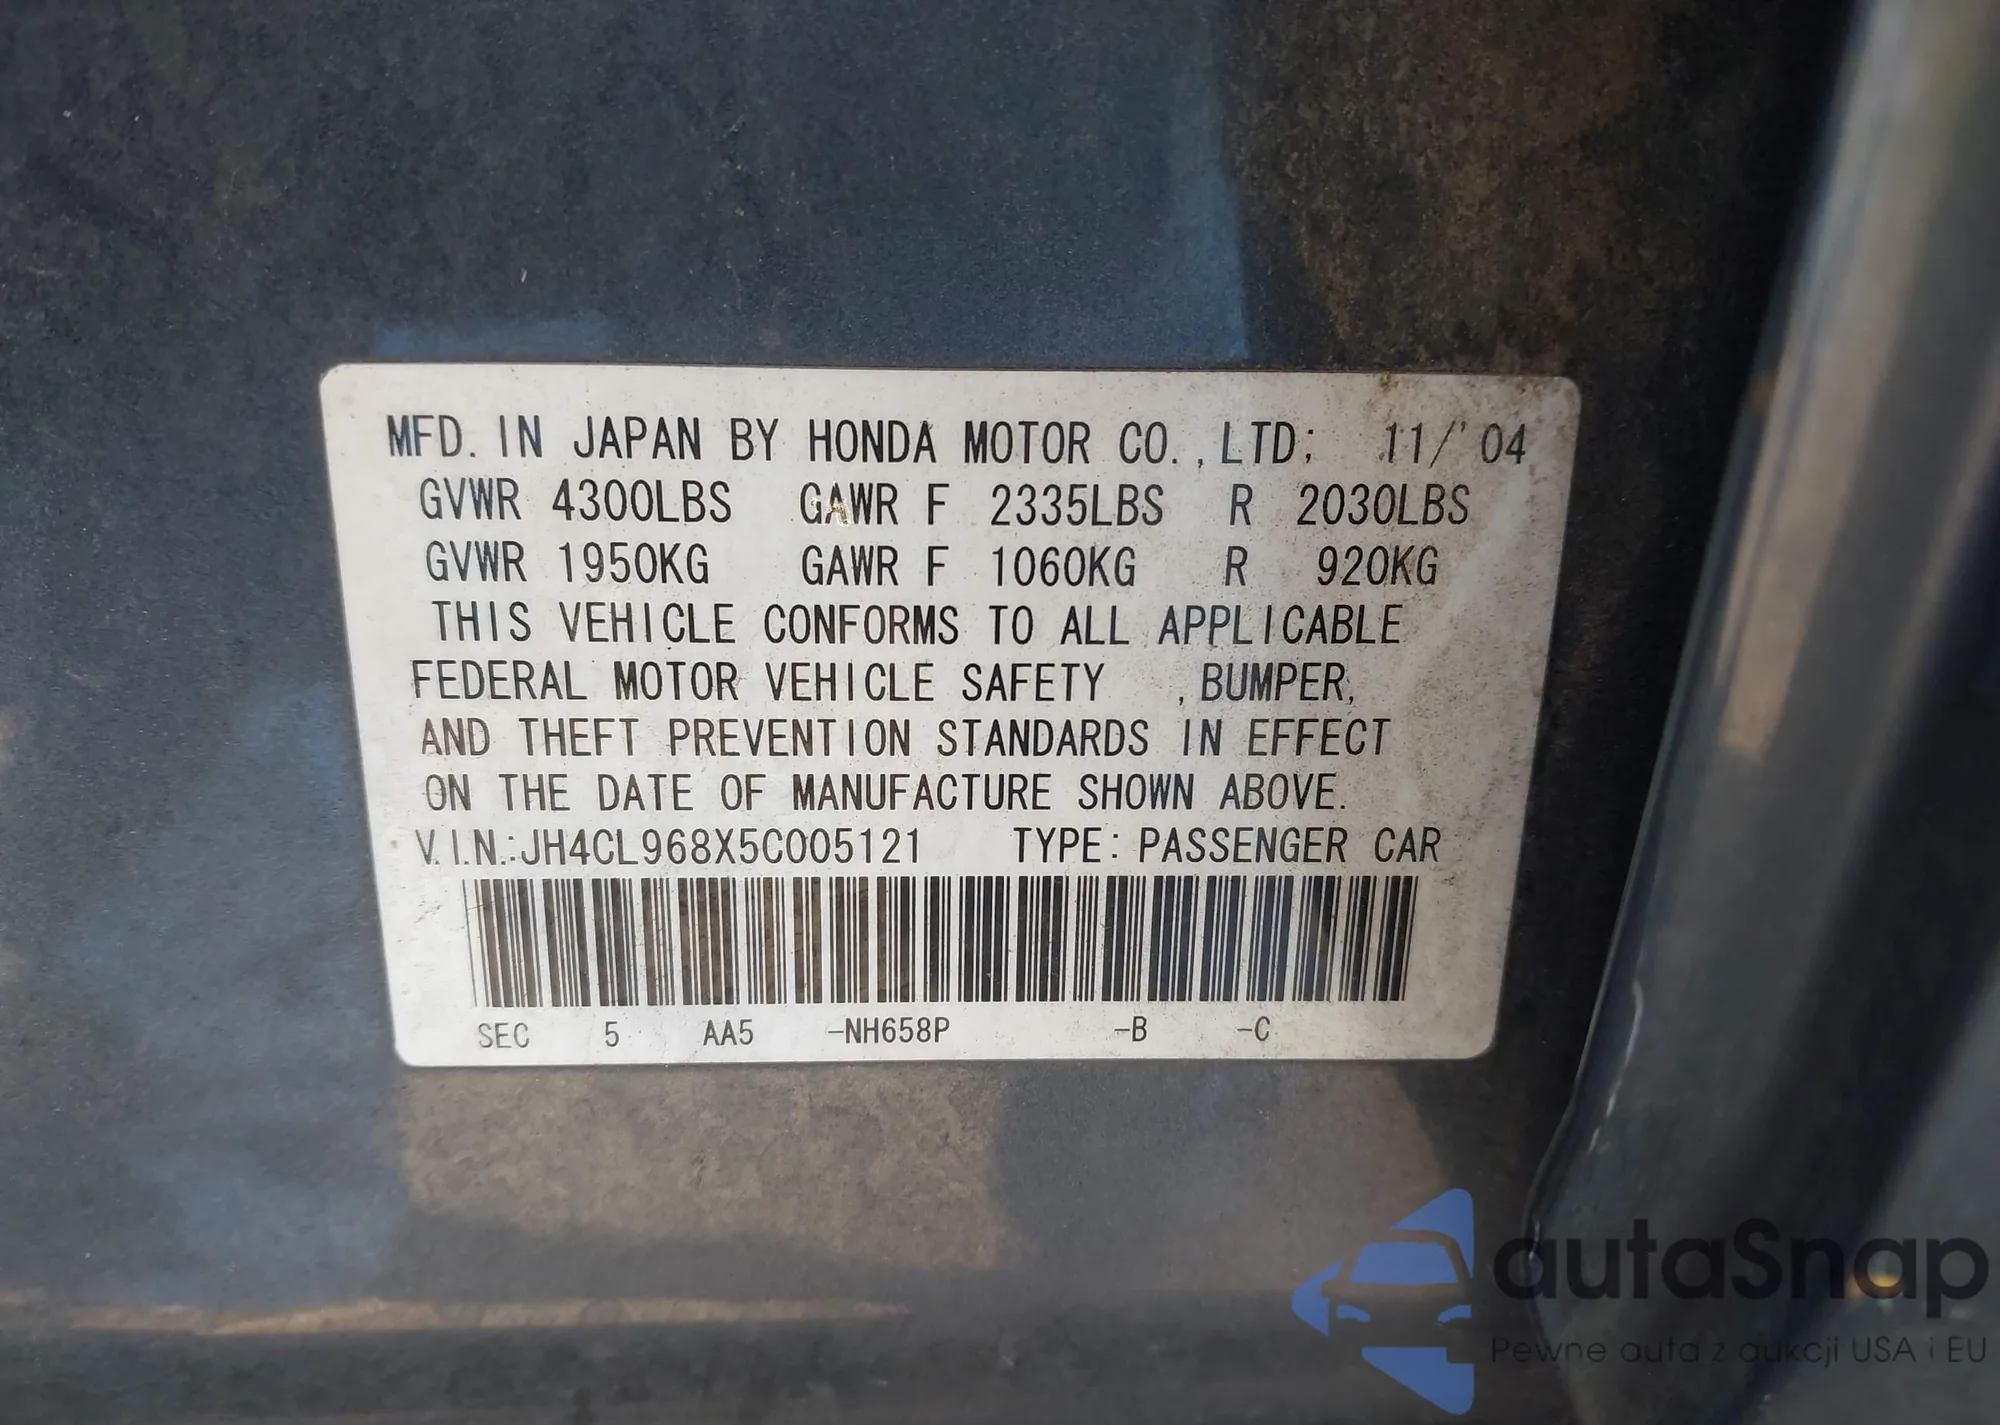 MFD. IN JAPAN BY HONDA MOTOR CO., LTD; 11/'04
GVWR 4300LBS GAWR F 2335LBS R 2030LBS
GVWR 1950KG GAWR F 1060KG R 920KG
THIS VEHICLE CONFORMS TO ALL APPLICABLE
FEDERAL MOTOR VEHICLE SAFETY ,BUMPER,
AND THEFT PREVENTION STANDARDS IN EFFECT
ON THE DATE OF MANUFACTURE SHOWN ABOVE.
V.I.N.:JH4CL968X5C005121 TYPE: PASSENGER CAR
SEC 5 AA5 -NH658P -B -C
autaSnap
Pewne auta z aukcji USA i EU